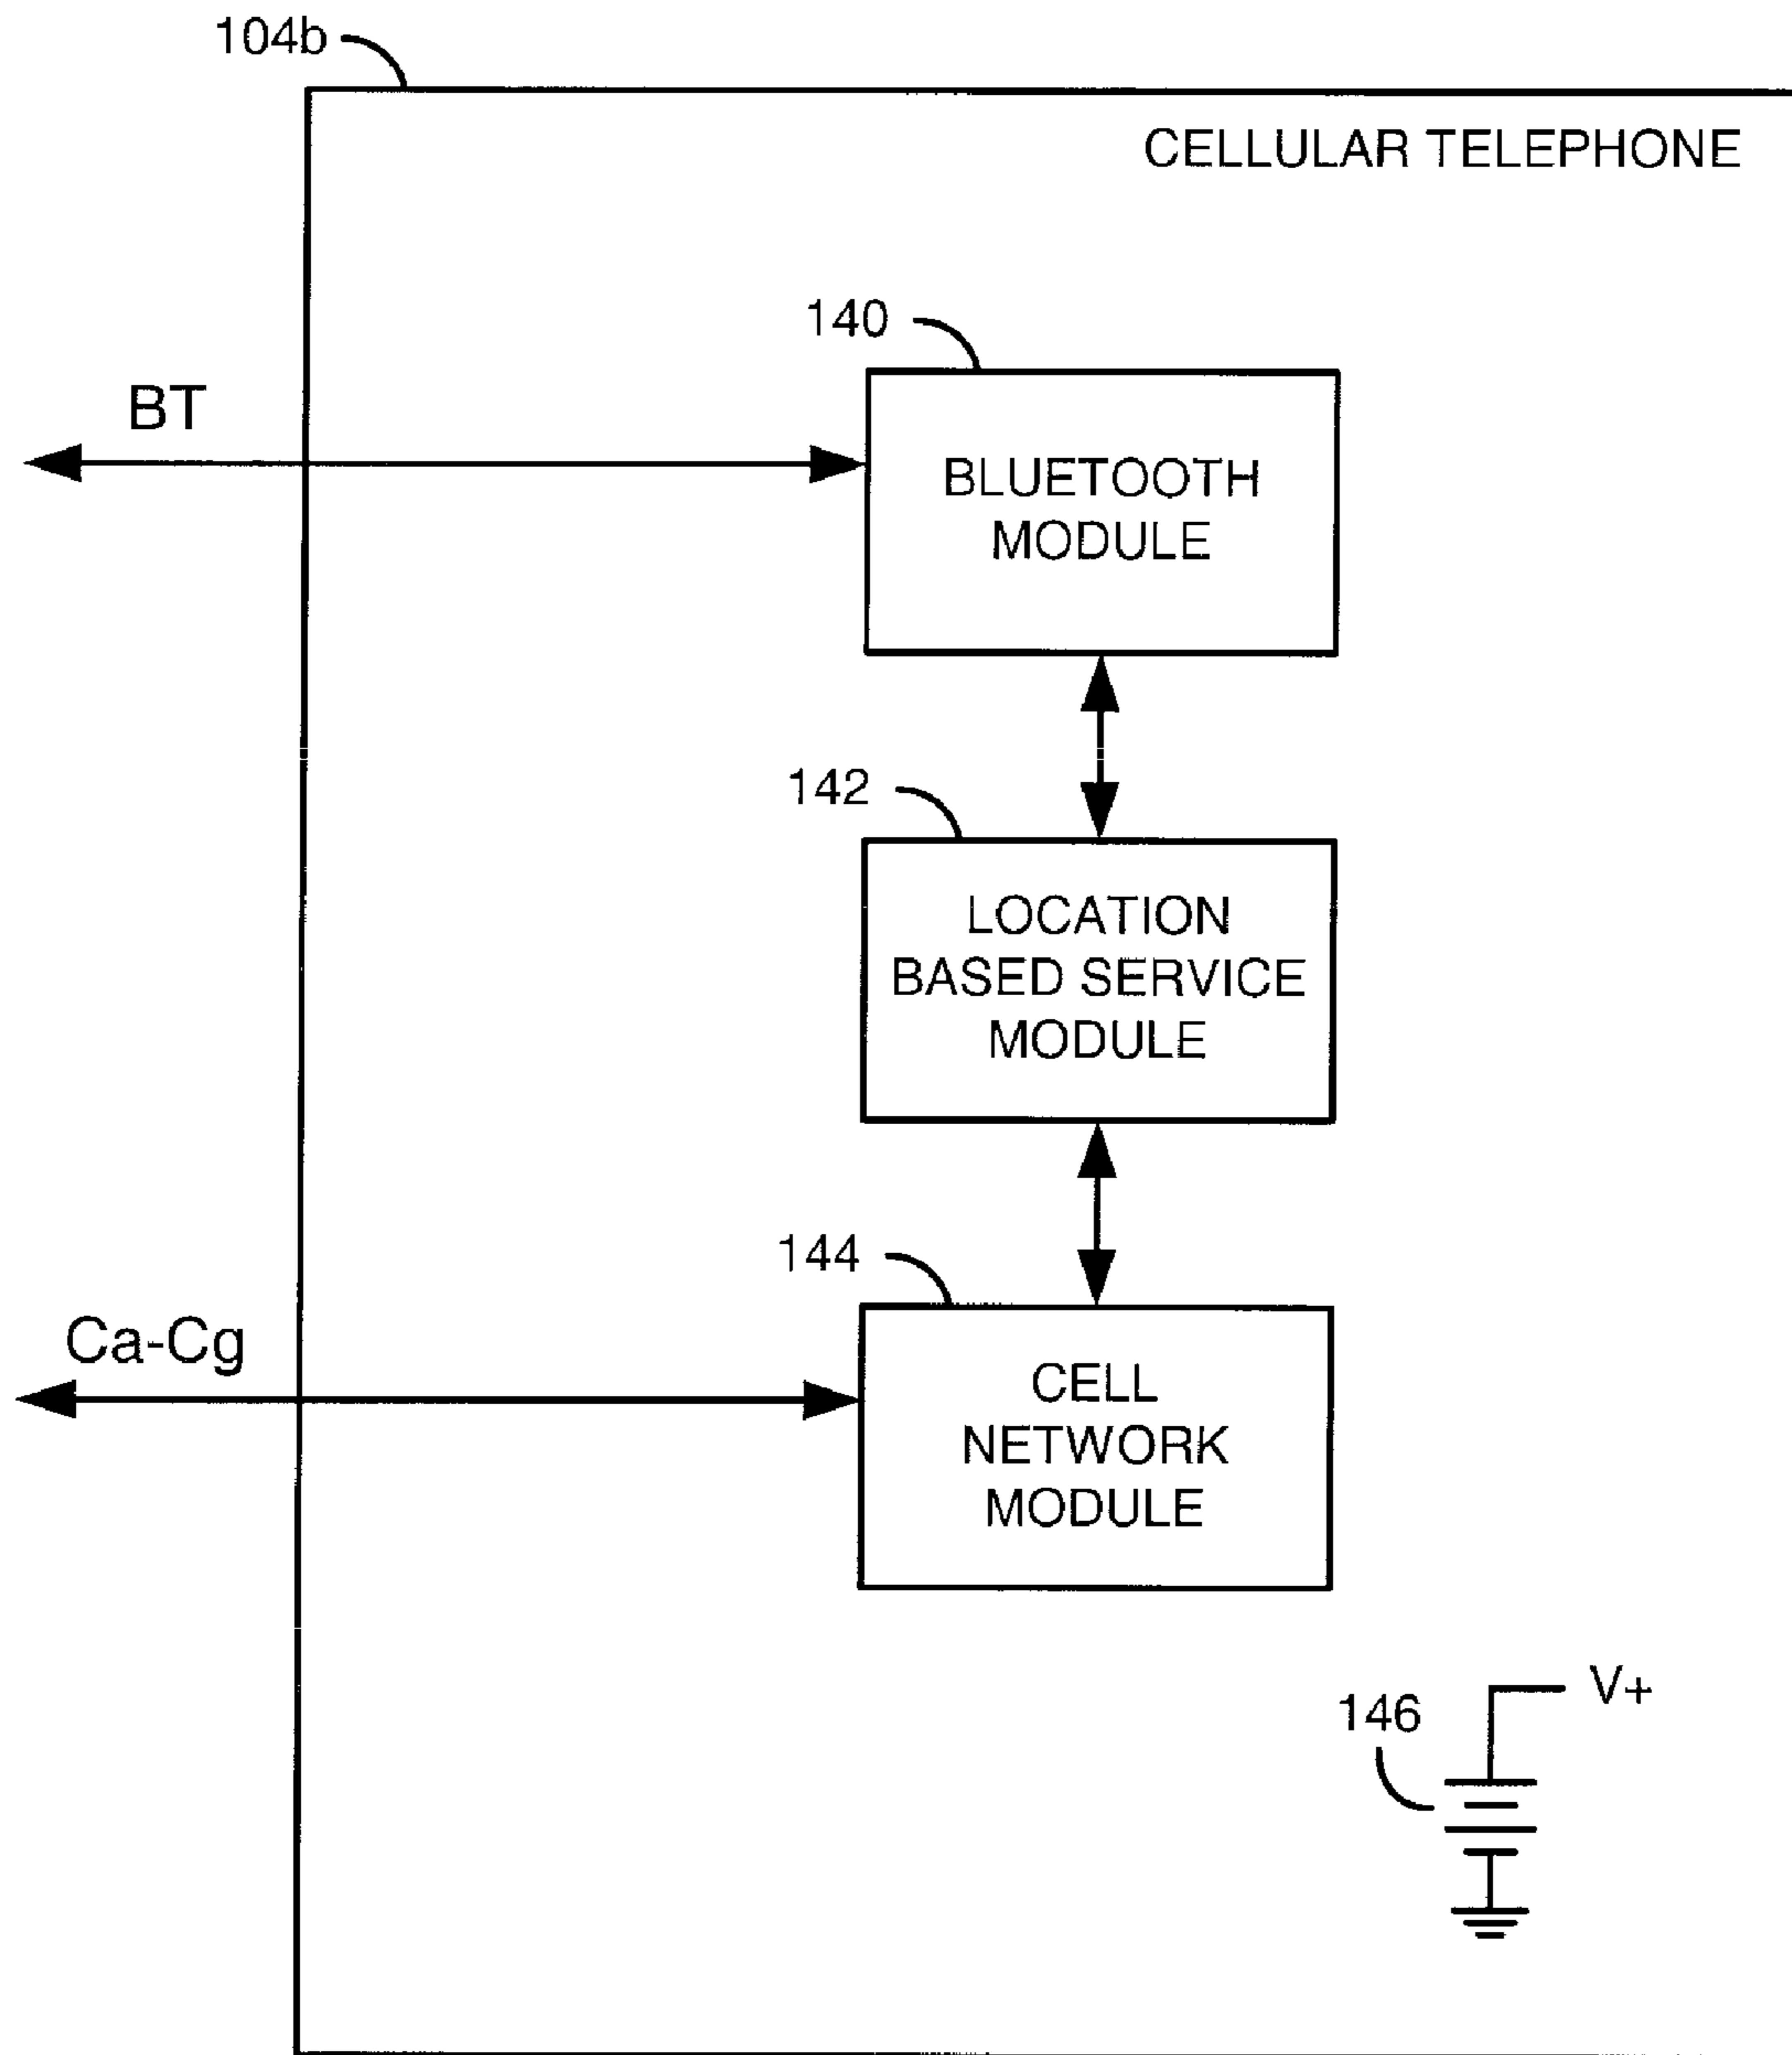 104b
CELLULAR TELEPHONE
140
BT
BLUETOOTH
MODULE
142
LOCATION
BASED SERVICE
MODULE
144
Ca-Cg
CELL
NETWORK
MODULE
V+
146